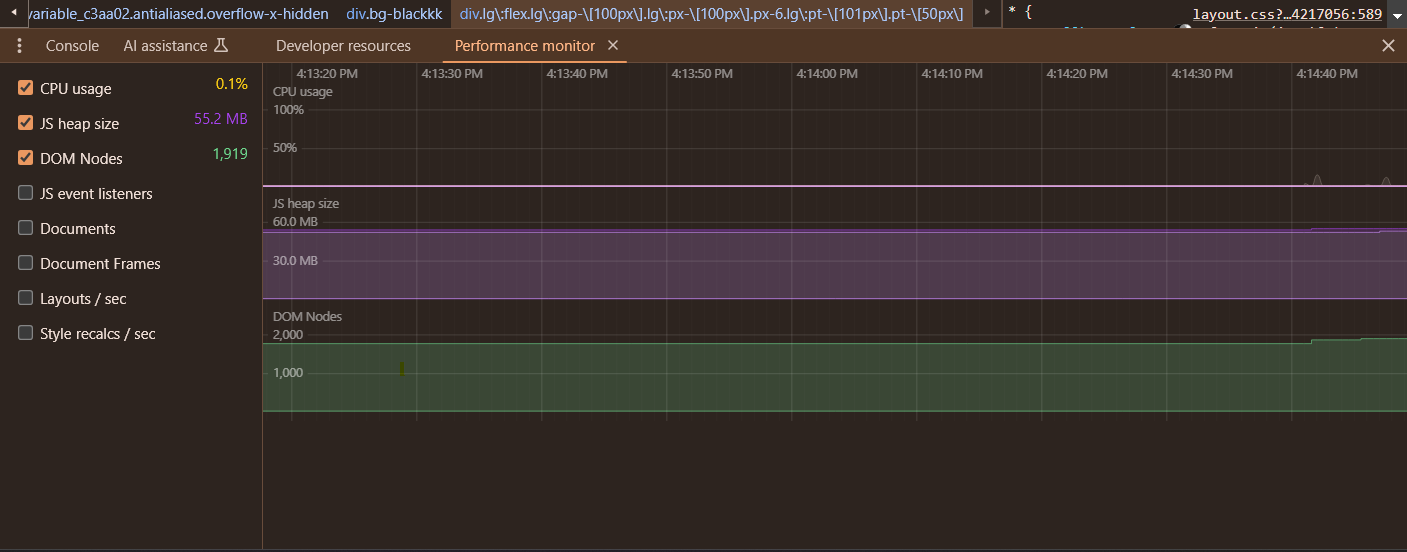 variable_c3aa02.antialiased.overflow-x-hidden div.bg-blackkk div.lg\:flex.lg\:gap-\[100px\].lg\:px-\[100px\].px-6.lg\:pt-\[101px\].pt-\[50px\] * { layout.css?…4217056:589
Console AI assistance Developer resources Performance monitor
CPU usage 0.1%
JS heap size 55.2 MB
DOM Nodes 1,919
JS event listeners
Documents
Document Frames
Layouts / sec
Style recalcs / sec
4:13:20 PM 4:13:30 PM 4:13:40 PM 4:13:50 PM 4:14:00 PM 4:14:10 PM 4:14:20 PM 4:14:30 PM 4:14:40 PM
CPU usage
100%
50%
JS heap size
60.0 MB
30.0 MB
DOM Nodes
2,000
1,000